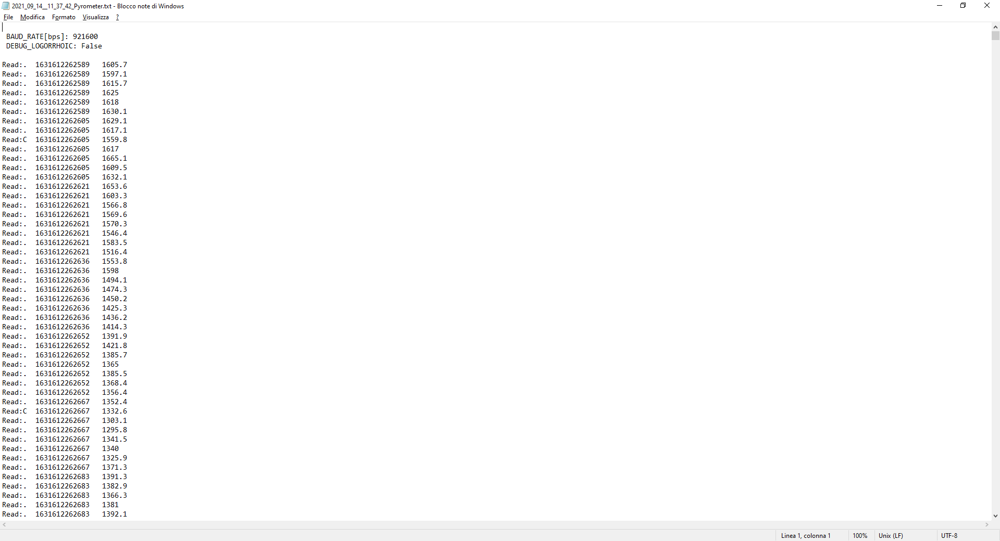 2021_09_14__11_37_42_Pyrometer.txt - Blocco note di Windows
File Modifica Formato Visualizza ?
BAUD_RATE[bps]: 921600
DEBUG_LOGORRHOIC: False
Read:. 1631612262589 1605.7
Read:. 1631612262589 1597.1
Read:. 1631612262589 1615.7
Read:. 1631612262589 1625
Read:. 1631612262589 1618
Read:. 1631612262589 1630.1
Read:. 1631612262605 1629.1
Read:. 1631612262605 1617.1
Read:C 1631612262605 1559.8
Read:. 1631612262605 1617
Read:. 1631612262605 1665.1
Read:. 1631612262605 1609.5
Read:. 1631612262605 1632.1
Read:. 1631612262621 1653.6
Read:. 1631612262621 1603.3
Read:. 1631612262621 1566.8
Read:. 1631612262621 1569.6
Read:. 1631612262621 1570.3
Read:. 1631612262621 1546.4
Read:. 1631612262621 1583.5
Read:. 1631612262621 1516.4
Read:. 1631612262636 1553.8
Read:. 1631612262636 1598
Read:. 1631612262636 1494.1
Read:. 1631612262636 1474.3
Read:. 1631612262636 1450.2
Read:. 1631612262636 1425.3
Read:. 1631612262636 1436.2
Read:. 1631612262636 1414.3
Read:. 1631612262652 1391.9
Read:. 1631612262652 1421.8
Read:. 1631612262652 1385.7
Read:. 1631612262652 1365
Read:. 1631612262652 1385.5
Read:. 1631612262652 1368.4
Read:. 1631612262652 1356.4
Read:. 1631612262667 1352.4
Read:C 1631612262667 1332.6
Read:. 1631612262667 1303.1
Read:. 1631612262667 1295.8
Read:. 1631612262667 1341.5
Read:. 1631612262667 1340
Read:. 1631612262667 1325.9
Read:. 1631612262667 1371.3
Read:. 1631612262683 1391.3
Read:. 1631612262683 1382.9
Read:. 1631612262683 1366.3
Read:. 1631612262683 1381
Read:. 1631612262683 1392.1
Linea 1, colonna 1 100% Unix (LF) UTF-8